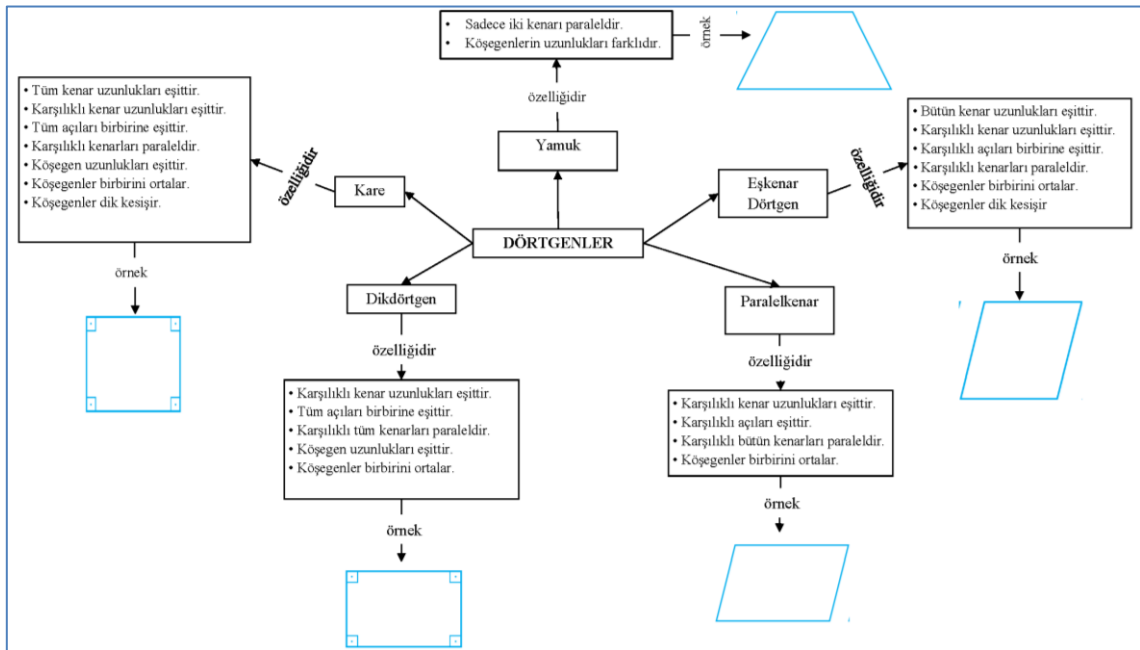 • Sadece iki kenarı paraleldir.
• Köşegenlerin uzunlukları farklıdır.
örnek
özelliğidir
Yamuk
• Tüm kenar uzunlukları eşittir.
• Karşılıklı kenar uzunlukları eşittir.
• Tüm açıları birbirine eşittir.
• Karşılıklı kenarları paraleldir.
• Köşegen uzunlukları eşittir.
• Köşegenler birbirini ortalar.
• Köşegenler dik kesişir.
özelliğidir
Kare
örnek
• Bütün kenar uzunlukları eşittir.
• Karşılıklı kenar uzunlukları eşittir.
• Karşılıklı açıları birbirine eşittir.
• Karşılıklı kenarları paraleldir.
• Köşegenler birbirini ortalar.
• Köşegenler dik kesişir
özelliğidir
Eşkenar
Dörtgen
örnek
DÖRTGENLER
Dikdörtgen
özelliğidir
• Karşılıklı kenar uzunlukları eşittir.
• Tüm açıları birbirine eşittir.
• Karşılıklı tüm kenarları paraleldir.
• Köşegen uzunlukları eşittir.
• Köşegenler birbirini ortalar.
örnek
Paralelkenar
özelliğidir
• Karşılıklı kenar uzunlukları eşittir.
• Karşılıklı açıları eşittir.
• Karşılıklı bütün kenarları paraleldir.
• Köşegenler birbirini ortalar.
örnek